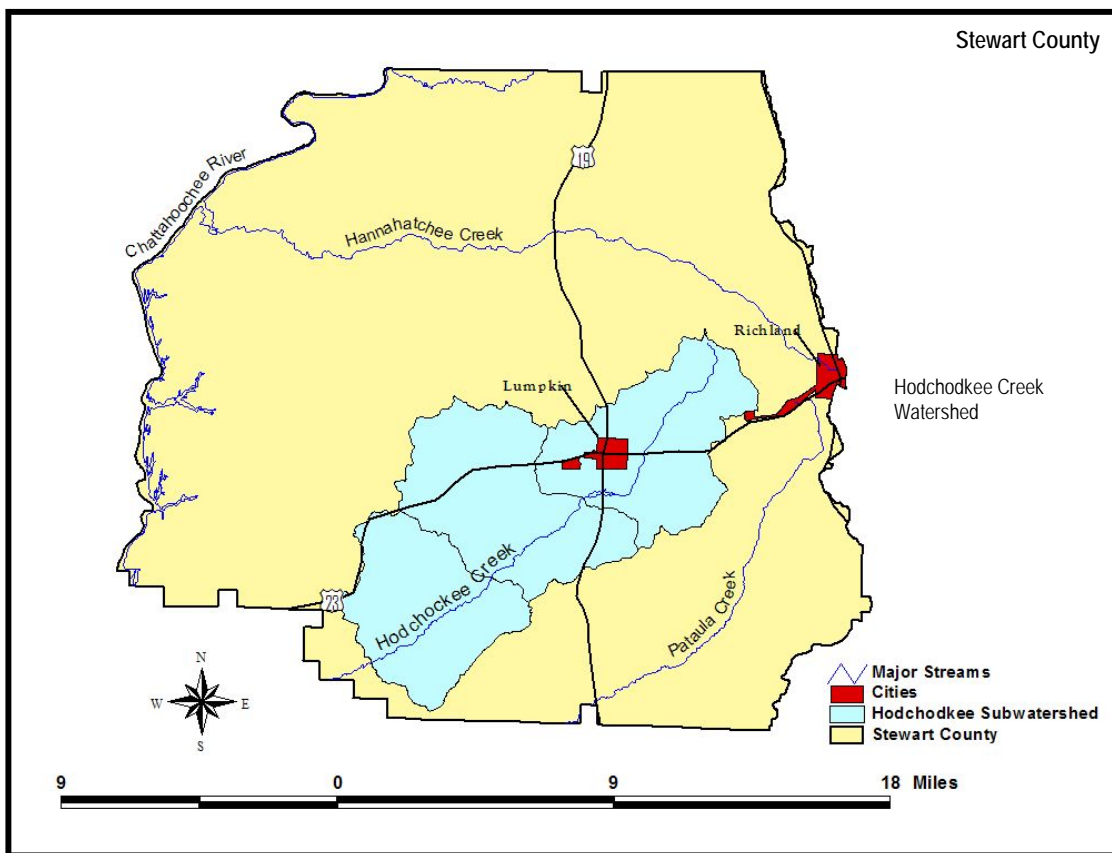 Stewart County
19
Chattahoochee River
Hannahatchee Creek
Richland
Lumpkin
Hodchodkee Creek
Watershed
Hodchockee Creek
23
Pataula Creek
N
W E
S
Major Streams
Cities
Hodchodkee Subwatershed
Stewart County
9 0 9 18 Miles